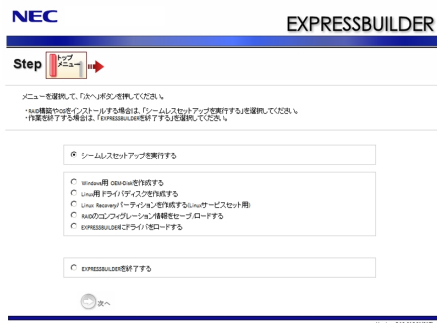 NEC
EXPRESSBUILDER
Step
トップ
メニュー
メニューを選択して、「次へ」ボタンを押してください。
・RAID構築やOSをインストールする場合は、「シームレスセットアップを実行する」を選択してください。
・作業を終了する場合は、「EXPRESSBUILDERを終了する」を選択してください。
シームレスセットアップを実行する
Windows用 OEM-Diskを作成する
Linux用 ドライバディスクを作成する
Linux Recoveryパーティションを作成する(Linuxサービスセット用)
RAIDのコンフィグレーション情報をセーブ/ロードする
EXPRESSBUILDERにドライバをロードする
EXPRESSBUILDERを終了する
次へ